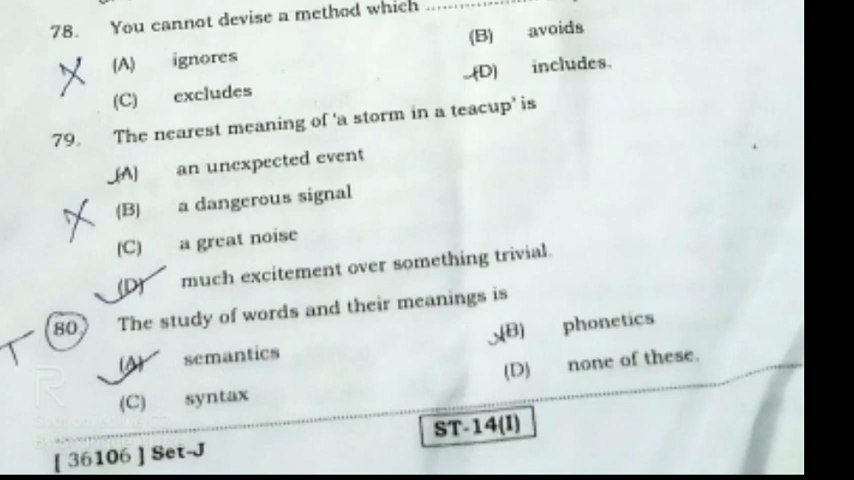 78. You cannot devise a method which ..................
(A) ignores (B) avoids
(C) excludes (D) includes.
79. The nearest meaning of 'a storm in a teacup' is
(A) an unexpected event
(B) a dangerous signal
(C) a great noise
(D) much excitement over something trivial.
80. The study of words and their meanings is
(A) semantics (B) phonetics
(C) syntax (D) none of these.
[ 36106 ] Set-J ST-14(I)